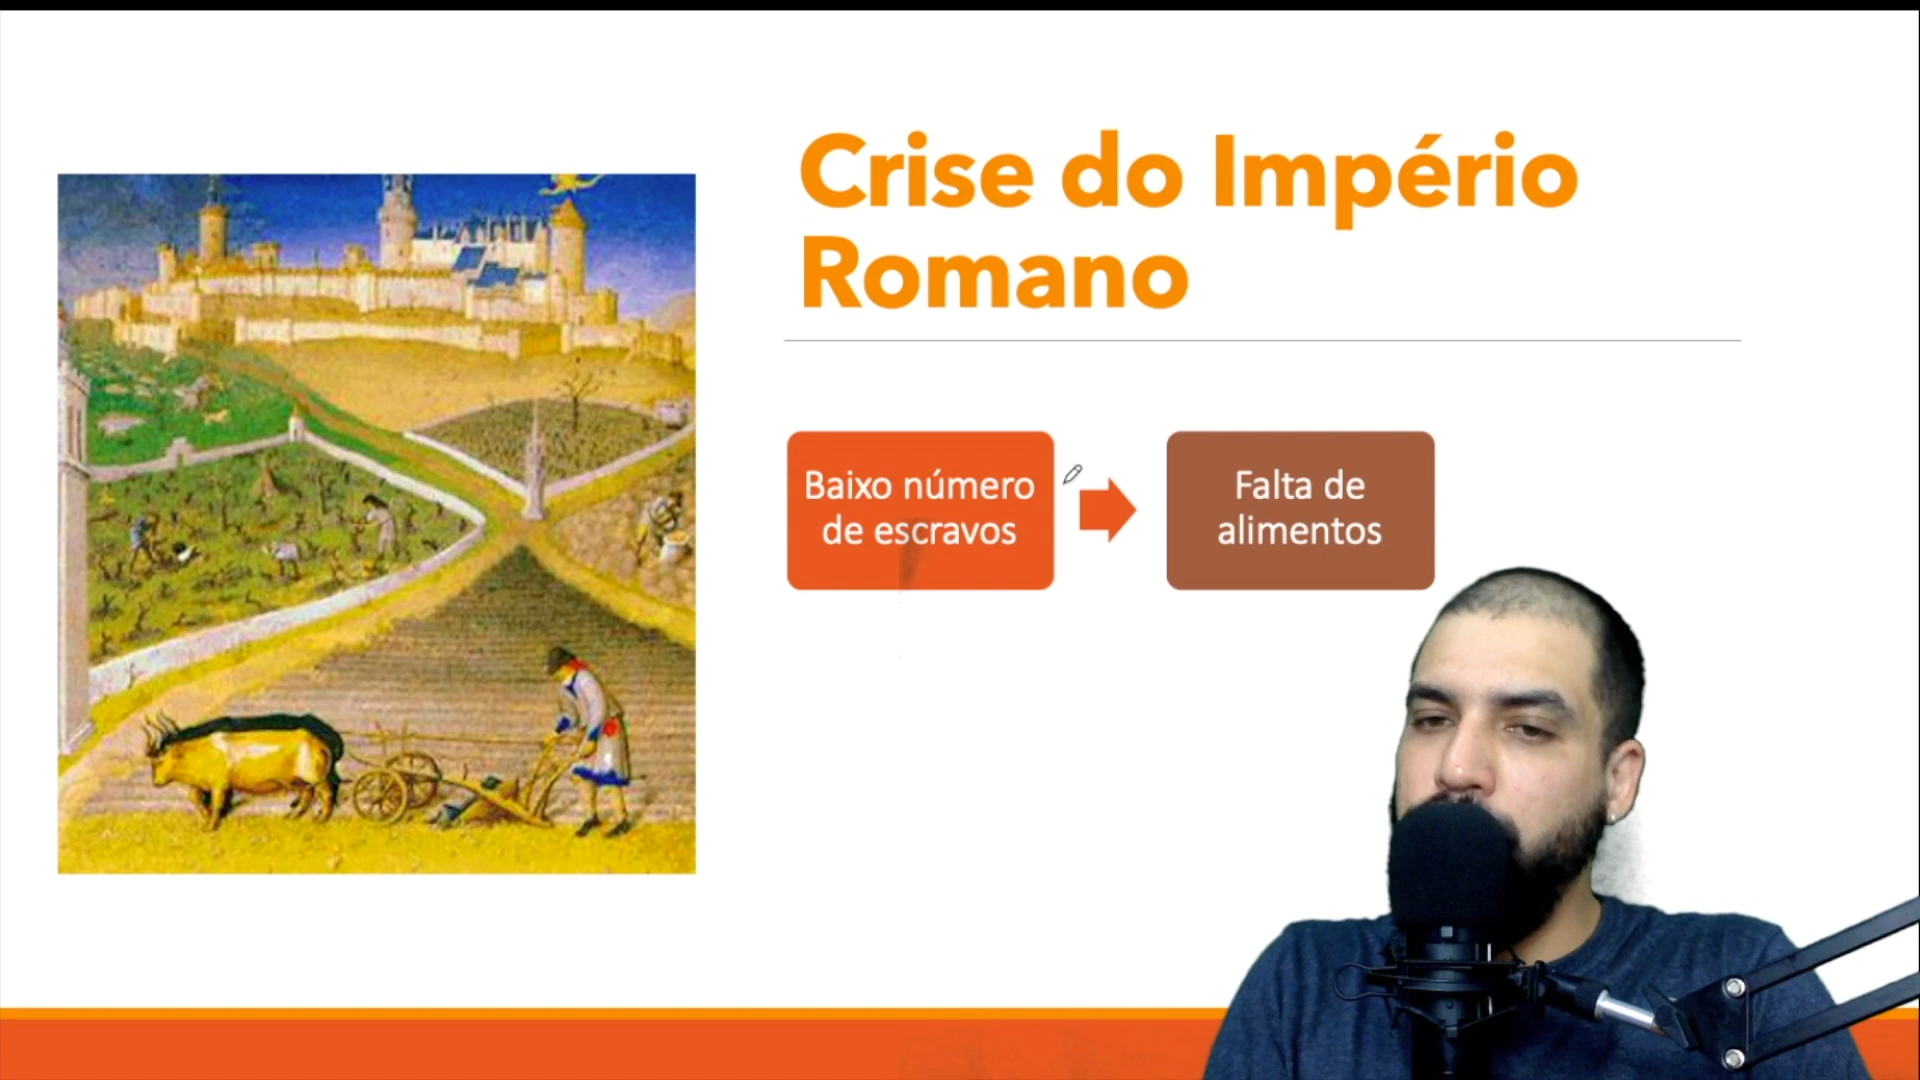 Crise do Império
Romano
Baixo número
de escravos
Falta de
alimentos